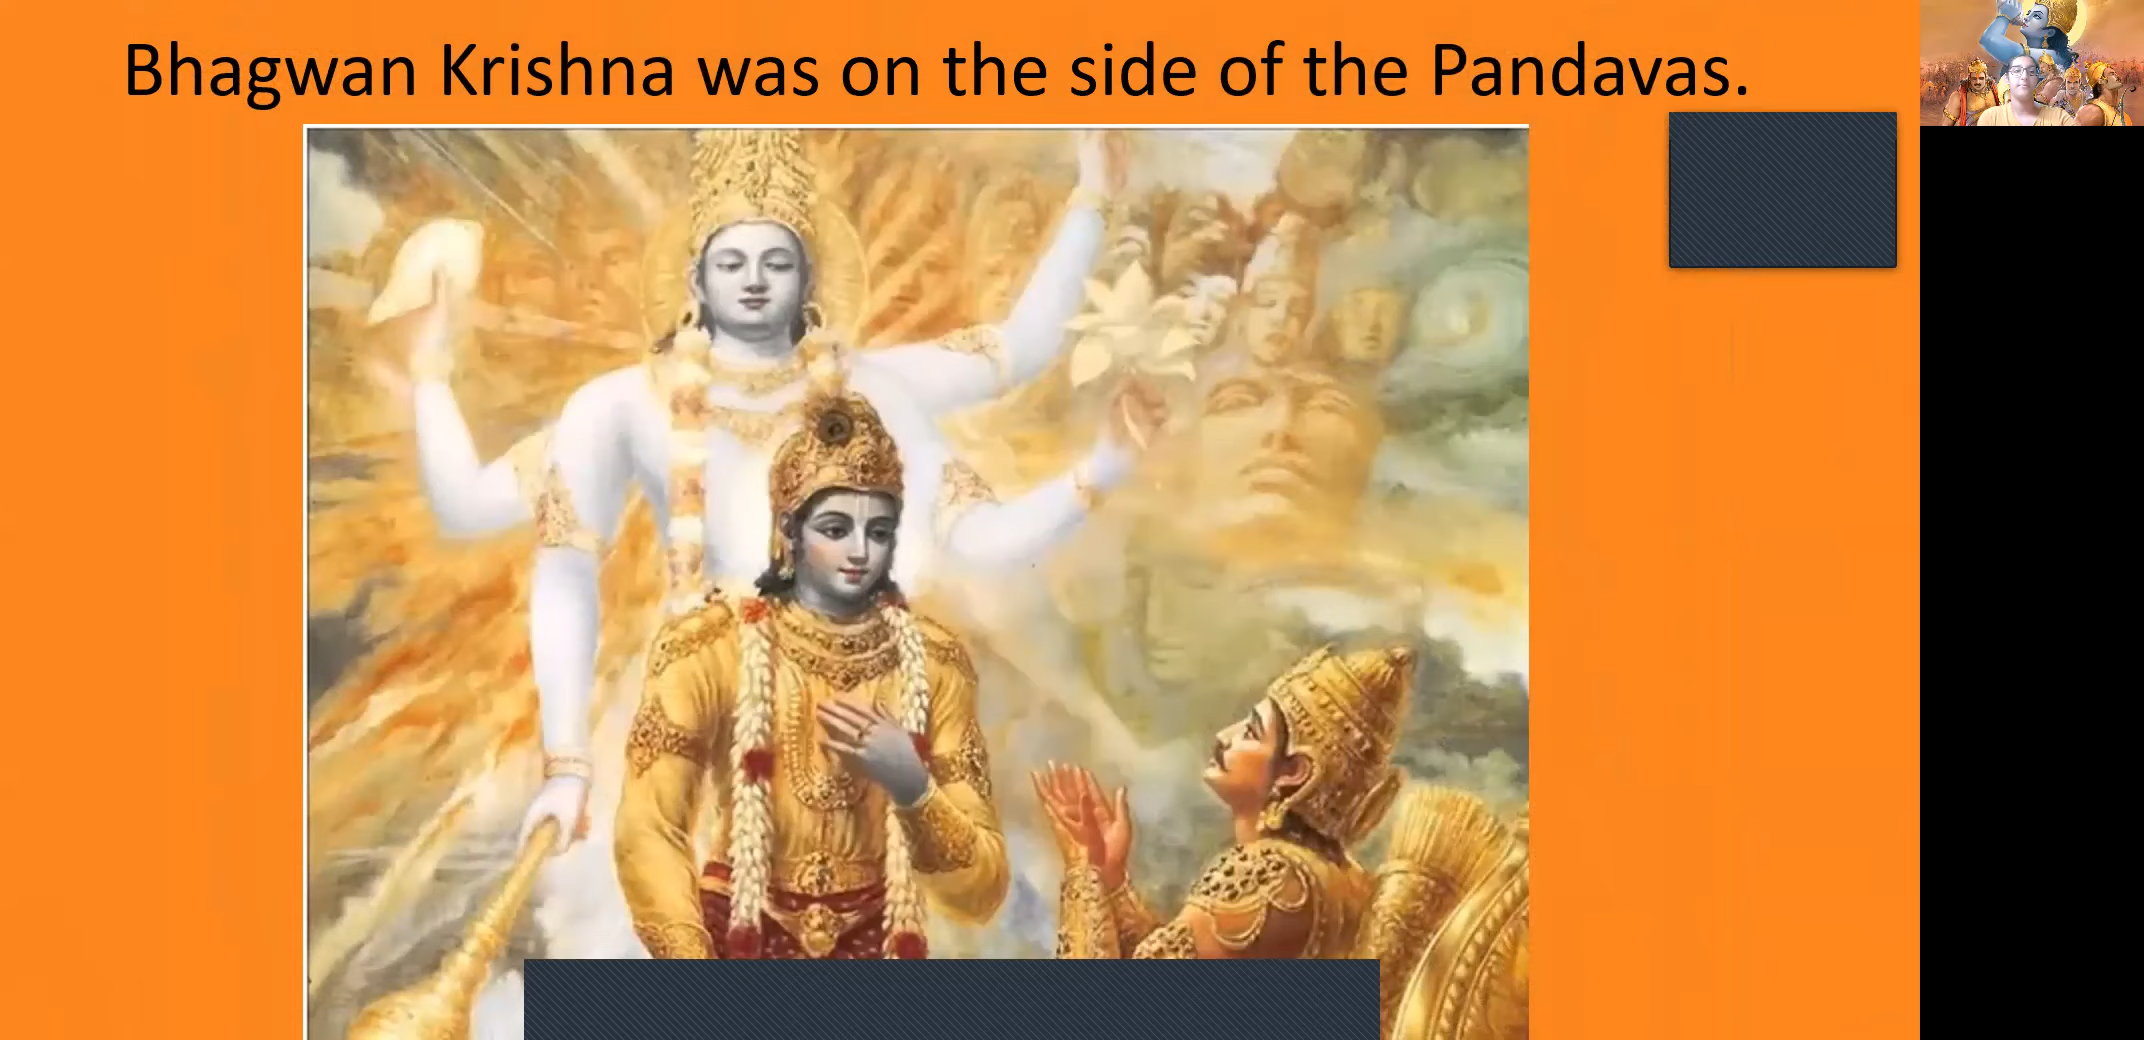 Bhagwan Krishna was on the side of the Pandavas.